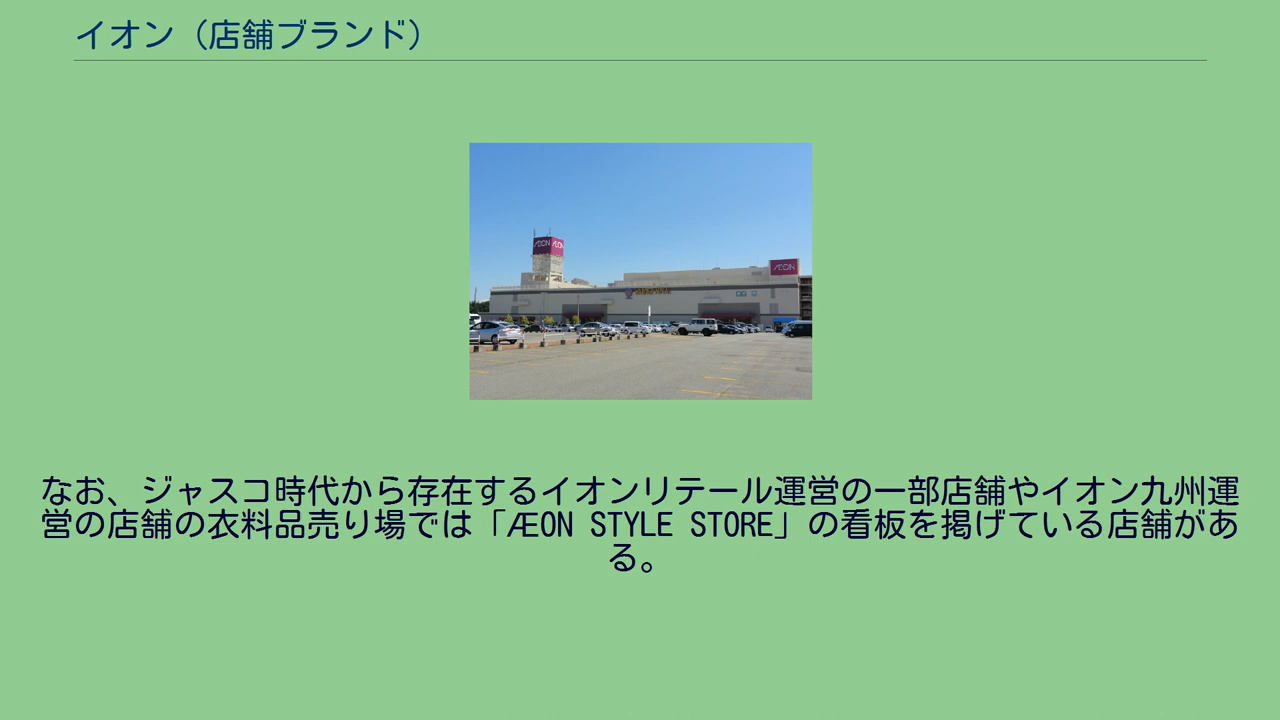 イオン（店舗ブランド）
ÆON ÆON
ÆON
なお、ジャスコ時代から存在するイオンリテール運営の一部店舗やイオン九州運
営の店舗の衣料品売り場では「ÆON STYLE STORE」の看板を掲げている店舗があ
る。